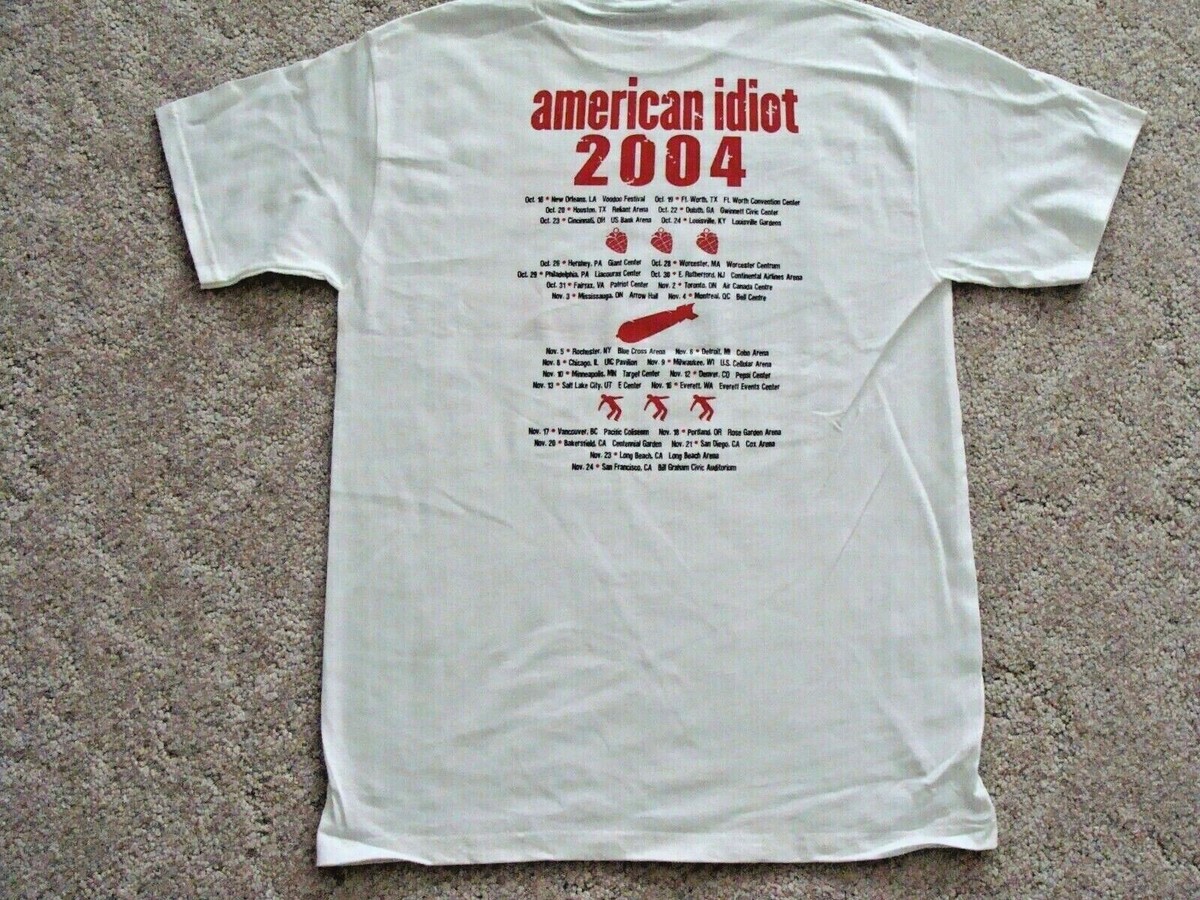 american idiot
2004
Oct. 16 * New Orleans, LA Voodoo Festival Oct. 19 * Ft. Worth, TX Ft. Worth Convention Center
Oct. 20 * Houston, TX Reliant Arena Oct. 22 * Duluth, GA Gwinnett Civic Center
Oct. 23 * Cincinnati, OH US Bank Arena Oct. 24 * Louisville, KY Louisville Gardens
Oct. 26 * Hershey, PA Giant Center Oct. 28 * Worcester, MA Worcester Centrum
Oct. 29 * Philadelphia, PA Liacouras Center Oct. 30 * E. Rutherford, NJ Continental Airlines Arena
Oct. 31 * Fairfax, VA Patriot Center Nov. 2 * Toronto, ON Air Canada Centre
Nov. 3 * Mississauga, ON Arrow Hall Nov. 4 * Montreal, QC Bell Centre
Nov. 5 * Rochester, NY Blue Cross Arena Nov. 6 * Detroit, MI Cobo Arena
Nov. 8 * Chicago, IL UIC Pavilion Nov. 9 * Milwaukee, WI U.S. Cellular Arena
Nov. 10 * Minneapolis, MN Target Center Nov. 12 * Denver, CO Pepsi Center
Nov. 13 * Salt Lake City, UT E Center Nov. 16 * Everett, WA Everett Events Center
Nov. 17 * Vancouver, BC Pacific Coliseum Nov. 18 * Portland, OR Rose Garden Arena
Nov. 20 * Bakersfield, CA Centennial Garden Nov. 21 * San Diego, CA Cox Arena
Nov. 23 * Long Beach, CA Long Beach Arena
Nov. 24 * San Francisco, CA Bill Graham Civic Auditorium